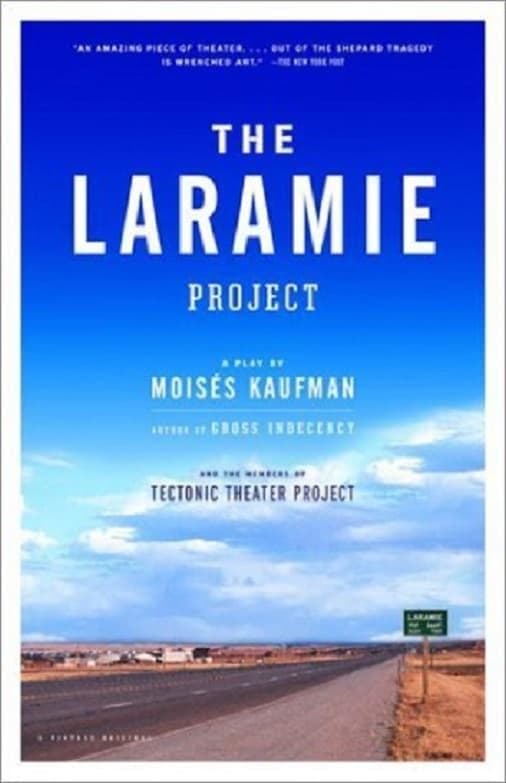 "AN AMAZING PIECE OF THEATER. . . . OUT OF THE SHEPARD TRAGEDY
IS WRENCHED ART." —THE NEW YORK POST
THE
LARAMIE
PROJECT
A PLAY BY
MOISÉS KAUFMAN
AUTHOR OF GROSS INDECENCY
AND THE MEMBERS OF
TECTONIC THEATER PROJECT
LARAMIE
A VINTAGE ORIGINAL